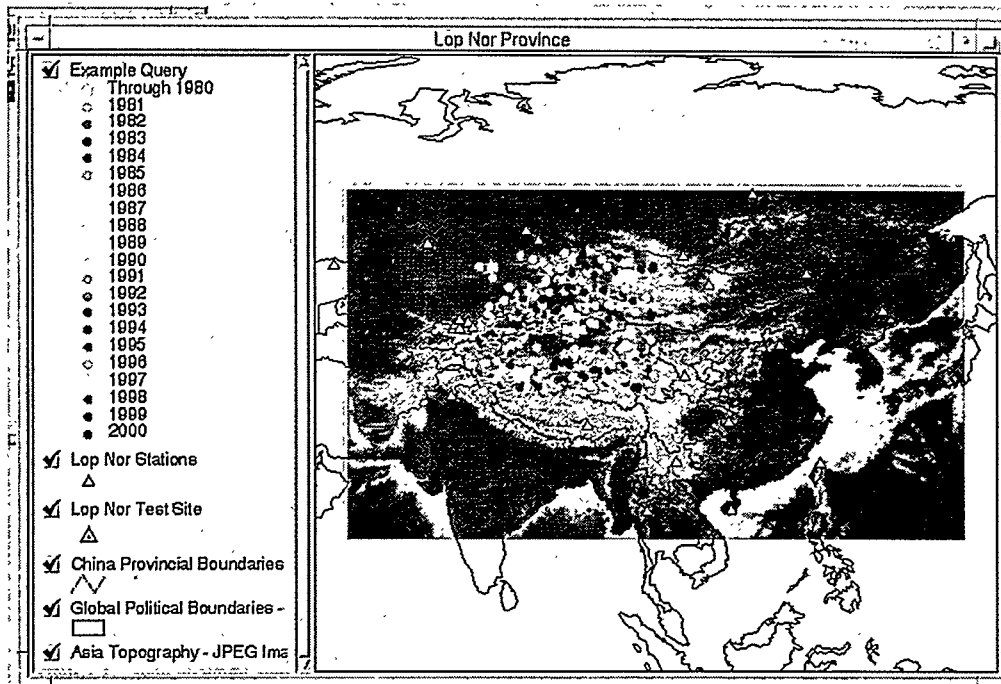 Lop Nor Province
Example Query
Through 1980
1981
1982
1983
1984
1985
1986
1987
1988
1989
1990
1991
1992
1993
1994
1995
1996
1997
1998
1999
2000
Lop Nor Stations
Lop Nor Test Site
China Provincial Boundaries
Global Political Boundaries -
Asia Topography - JPEG Ima